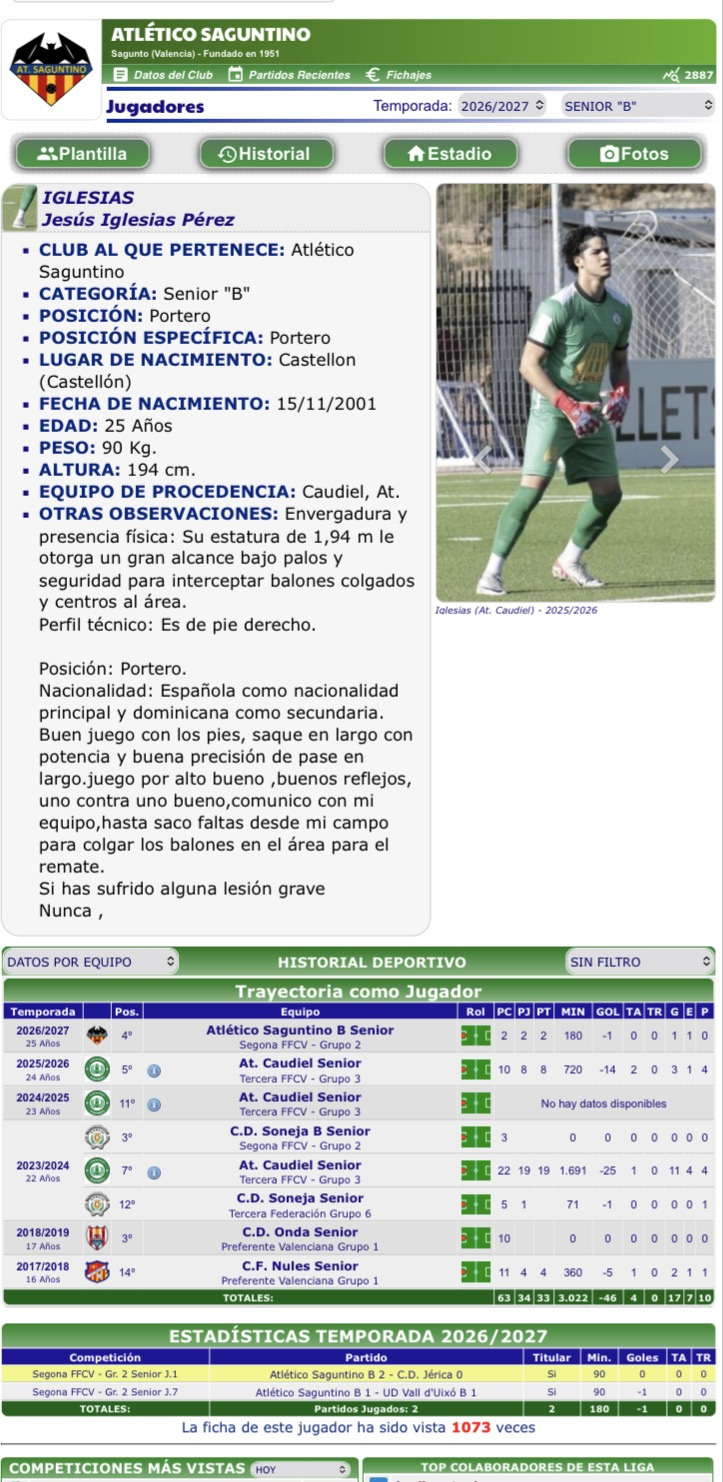 ATLÉTICO SAGUNTINO
Sagunto (Valencia) - Fundado en 1951
AT. SAGUNTINO
Datos del Club Partidos Recientes Fichajes 2887
Jugadores Temporada: 2026/2027 SENIOR "B"
Plantilla Historial Estadio Fotos
IGLESIAS
Jesús Iglesias Pérez
CLUB AL QUE PERTENECE: Atlético
Saguntino
CATEGORÍA: Senior "B"
POSICIÓN: Portero
POSICIÓN ESPECÍFICA: Portero
LUGAR DE NACIMIENTO: Castellon
(Castellón)
FECHA DE NACIMIENTO: 15/11/2001
EDAD: 25 Años
PESO: 90 Kg.
ALTURA: 194 cm.
EQUIPO DE PROCEDENCIA: Caudiel, At.
OTRAS OBSERVACIONES: Envergadura y
presencia física: Su estatura de 1,94 m le
otorga un gran alcance bajo palos y
seguridad para interceptar balones colgados
y centros al área.
Perfil técnico: Es de pie derecho.
Posición: Portero.
Nacionalidad: Española como nacionalidad
principal y dominicana como secundaria.
Buen juego con los pies, saque en largo con
potencia y buena precisión de pase en
largo.juego por alto bueno ,buenos reflejos,
uno contra uno bueno,comunico con mi
equipo,hasta saco faltas desde mi campo
para colgar los balones en el área para el
remate.
Si has sufrido alguna lesión grave
Nunca ,
LLETS
Iglesias (At. Caudiel) - 2025/2026
DATOS POR EQUIPO HISTORIAL DEPORTIVO SIN FILTRO
Trayectoria como Jugador
Temporada Pos. Equipo Rol PC PJ PT MIN GOL TA TR G E P
2026/2027 4º Atlético Saguntino B Senior 2 2 2 180 -1 0 0 1 1 0
25 Años Segona FFCV - Grupo 2
2025/2026 5º At. Caudiel Senior 10 8 8 720 -14 2 0 3 1 4
24 Años Tercera FFCV - Grupo 3
2024/2025 11º At. Caudiel Senior No hay datos disponibles
23 Años Tercera FFCV - Grupo 3
3º C.D. Soneja B Senior 3 0 0 0 0 0 0 0
Segona FFCV - Grupo 2
2023/2024 7º At. Caudiel Senior 22 19 19 1.691 -25 1 0 11 4 4
22 Años Tercera FFCV - Grupo 3
12º C.D. Soneja Senior 5 1 71 -1 0 0 0 0 1
Tercera Federación Grupo 6
2018/2019 3º C.D. Onda Senior 10 0 0 0 0 0 0 0
17 Años Preferente Valenciana Grupo 1
2017/2018 14º C.F. Nules Senior 11 4 4 360 -5 1 0 2 1 1
16 Años Preferente Valenciana Grupo 1
TOTALES: 63 34 33 3.022 -46 4 0 17 7 10
ESTADÍSTICAS TEMPORADA 2026/2027
Competición Partido Titular Min. Goles TA TR
Segona FFCV - Gr. 2 Senior J.1 Atlético Saguntino B 2 - C.D. Jérica 0 Si 90 0 0 0
Segona FFCV - Gr. 2 Senior J.7 Atlético Saguntino B 1 - UD Vall d'Uixó B 1 Si 90 -1 0 0
TOTALES: Partidos Jugados: 2 2 180 -1 0 0
La ficha de este jugador ha sido vista 1073 veces
COMPETICIONES MÁS VISTAS HOY TOP COLABORADORES DE ESTA LIGA